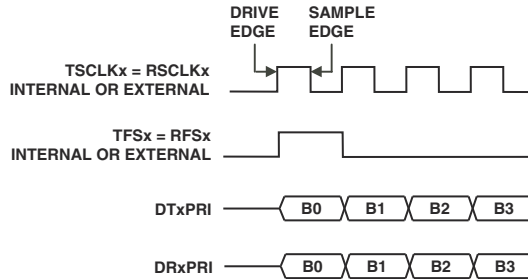 DRIVE EDGE
SAMPLE EDGE
TSCLKx = RSCLKx
INTERNAL OR EXTERNAL
TFSx = RFSx
INTERNAL OR EXTERNAL
DTxPRI B0 B1 B2 B3
DRxPRI B0 B1 B2 B3